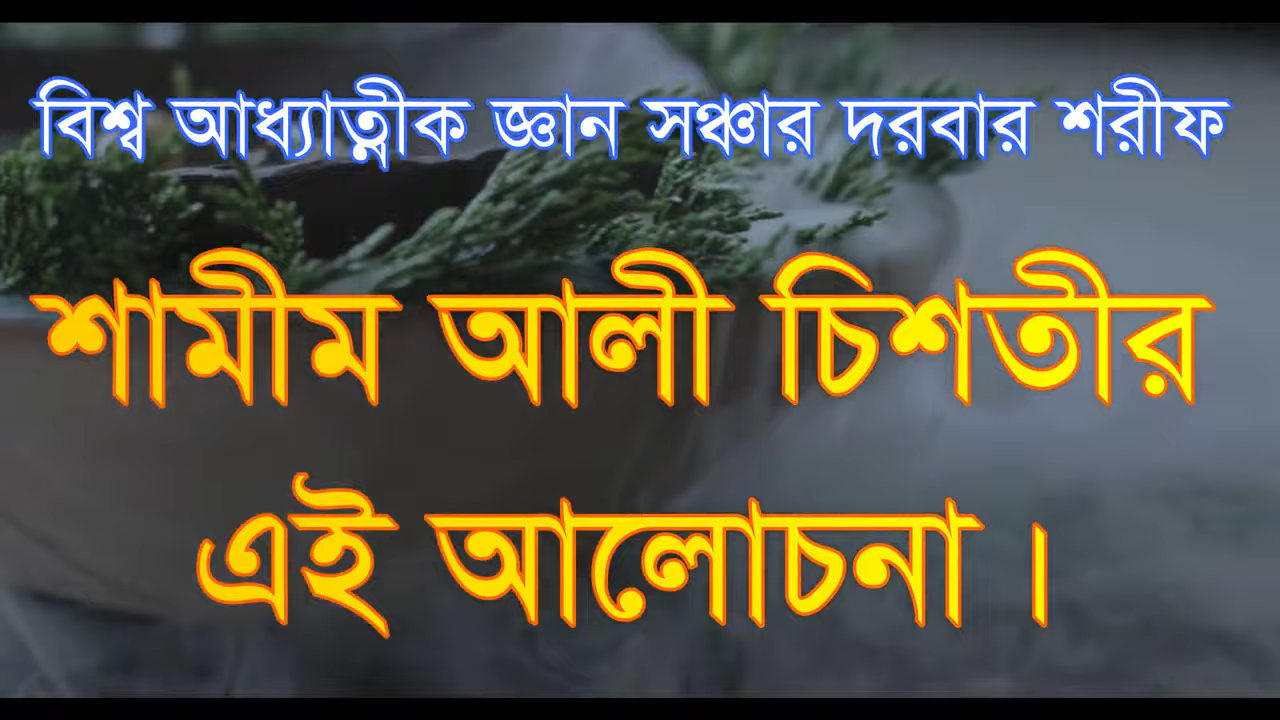 বিশ্ব আধ্যাত্নীক জ্ঞান সঞ্চার দরবার শরীফ
শামীম আলী চিশতীর
এই আলোচনা ।